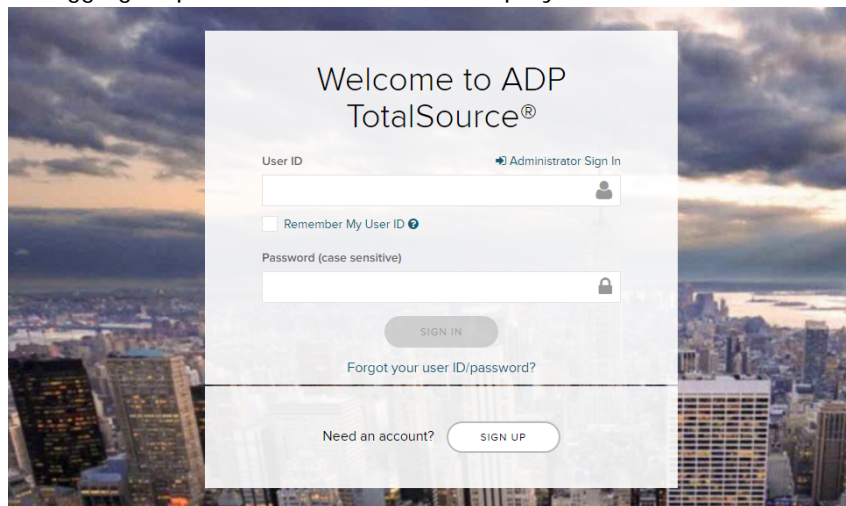 Welcome to ADP
TotalSource®
User ID
Administrator Sign In
Remember My User ID
Password (case sensitive)
SIGN IN
Forgot your user ID/password?
Need an account?
SIGN UP